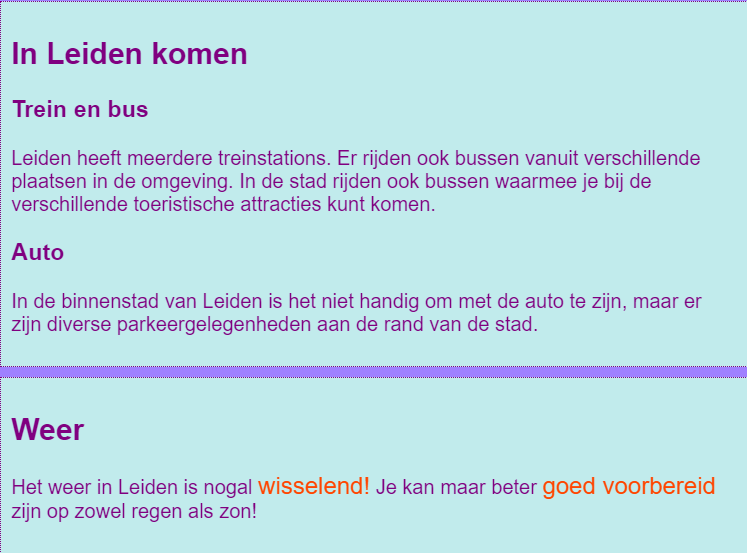 In Leiden komen
Trein en bus
Leiden heeft meerdere treinstations. Er rijden ook bussen vanuit verschillende
plaatsen in de omgeving. In de stad rijden ook bussen waarmee je bij de
verschillende toeristische attracties kunt komen.
Auto
In de binnenstad van Leiden is het niet handig om met de auto te zijn, maar er
zijn diverse parkeergelegenheden aan de rand van de stad.
Weer
Het weer in Leiden is nogal wisselend! Je kan maar beter goed voorbereid
zijn op zowel regen als zon!